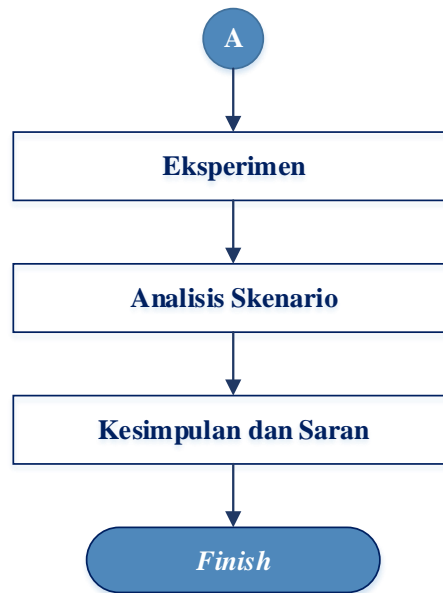 A
Eksperimen
Analisis Skenario
Kesimpulan dan Saran
Finish